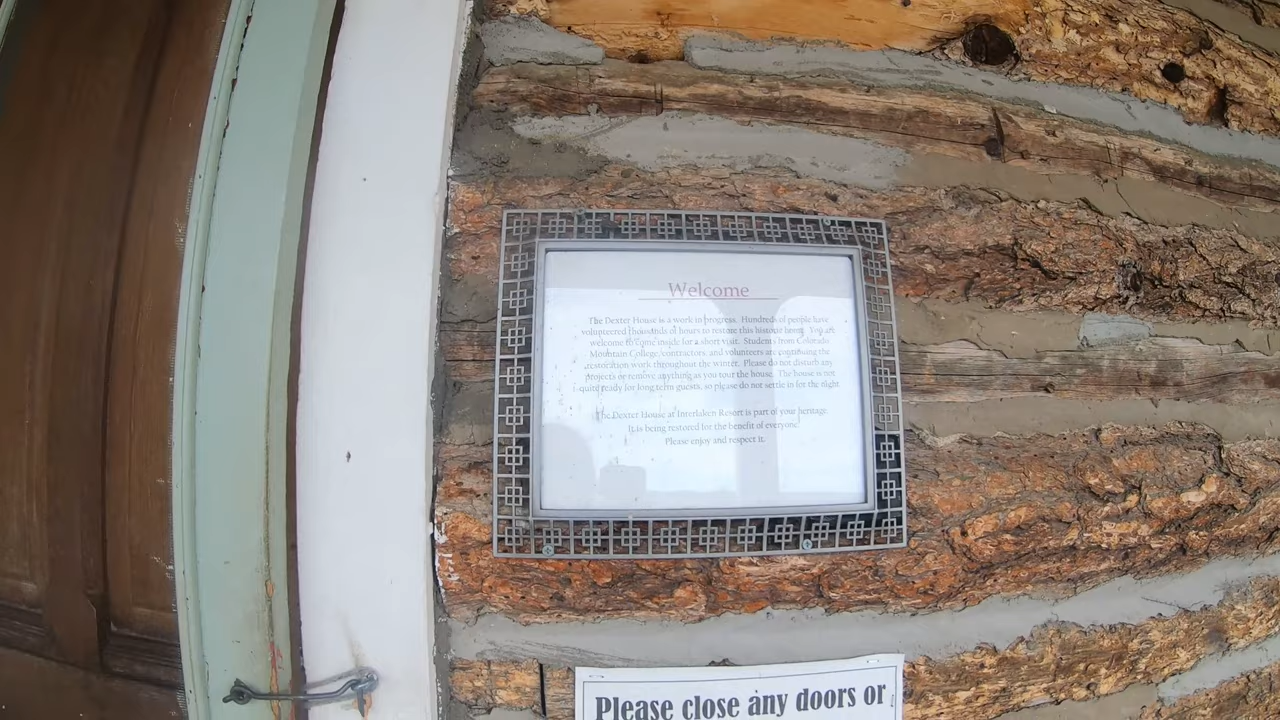 Welcome
The Dexter House is a work in progress. Hundreds of people have
volunteered thousands of hours to restore this historic home. You are
welcome to come inside for a short visit. Students from Colorado
Mountain College, contractors, and volunteers are continuing the
restoration work throughout the winter. Please do not disturb any
projects or remove anything as you tour the house. The house is not
quite ready for long term guests, so please do not settle in for the night.
The Dexter House at Interlaken Resort is part of your heritage.
It is being restored for the benefit of everyone.
Please enjoy and respect it.
Please close any doors or